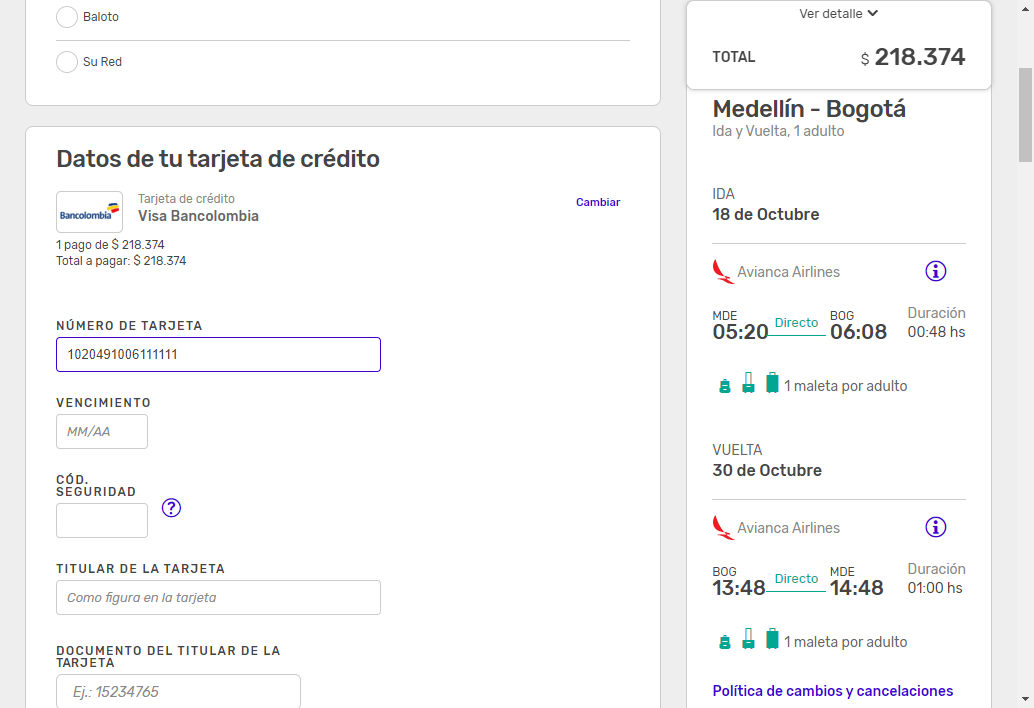 Baloto
Su Red
Datos de tu tarjeta de crédito
Bancolombia
Tarjeta de crédito
Visa Bancolombia
Cambiar
1 pago de $ 218.374
Total a pagar: $ 218.374
NÚMERO DE TARJETA
1020491006111111
VENCIMIENTO
MM/AA
CÓD.
SEGURIDAD
?
TITULAR DE LA TARJETA
Como figura en la tarjeta
DOCUMENTO DEL TITULAR DE LA
TARJETA
Ej.: 15234765
Ver detalle
TOTAL $ 218.374
Medellín - Bogotá
Ida y Vuelta, 1 adulto
IDA
18 de Octubre
Avianca Airlines
MDE Directo BOG Duración
05:20 06:08 00:48 hs
1 maleta por adulto
VUELTA
30 de Octubre
Avianca Airlines
BOG Directo MDE Duración
13:48 14:48 01:00 hs
1 maleta por adulto
Política de cambios y cancelaciones